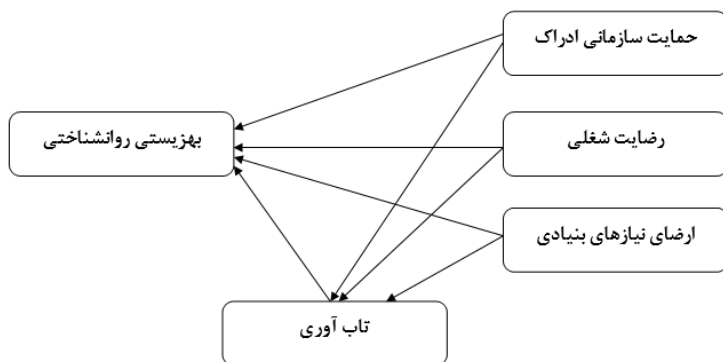 حمایت سازمانی ادراک
بهزیستی روانشناختی
رضایت شغلی
ارضای نیازهای بنیادی
تاب آوری